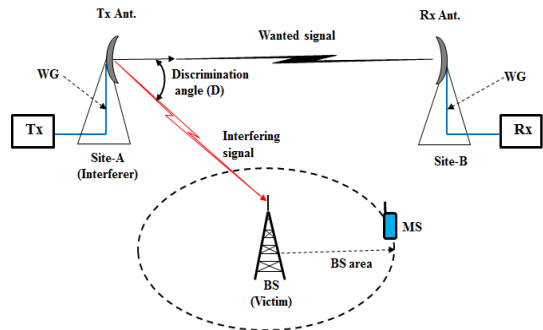 Tx Ant.
Rx Ant.
Wanted signal
WG
Discrimination
angle (D)
WG
Tx
Interfering
signal
Rx
Site-A
(Interferer)
Site-B
MS
BS area
BS
(Victim)